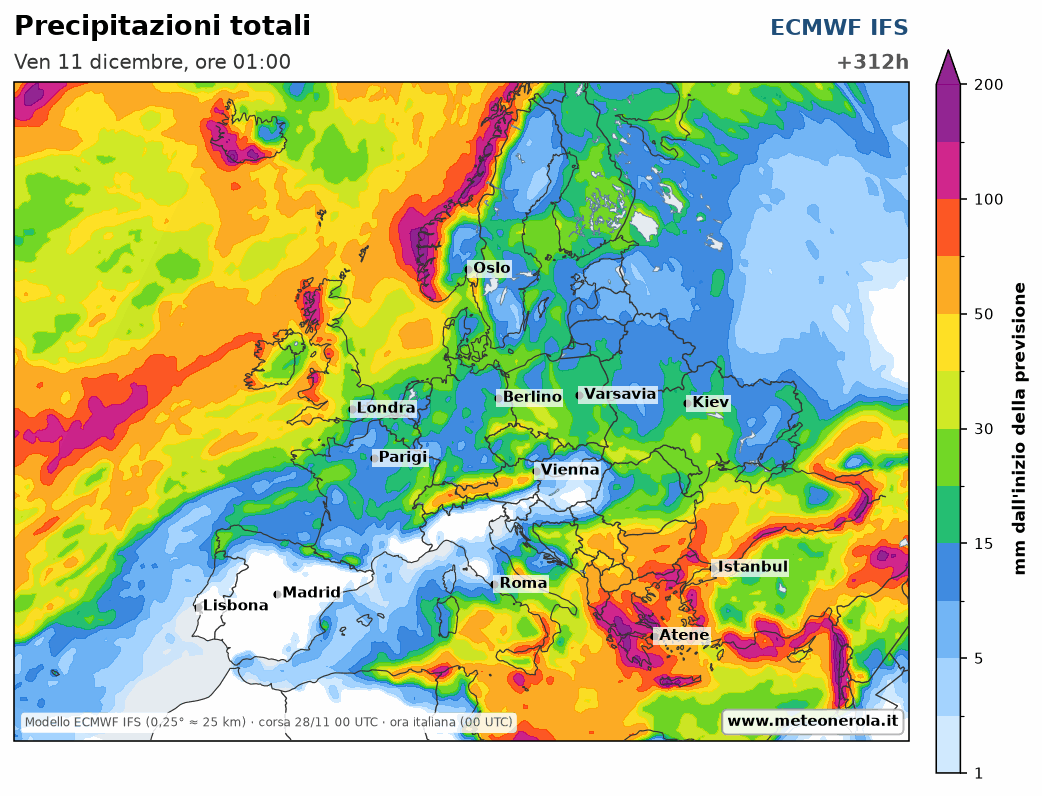 Precipitazioni totali
ECMWF IFS
Ven 11 dicembre, ore 01:00
+312h
200
100
50
30
15
5
1
mm dall'inizio della previsione
Oslo
Londra
Berlino
Varsavia
Kiev
Parigi
Vienna
Istanbul
Roma
Madrid
Lisbona
Atene
Modello ECMWF IFS (0,25° ≈ 25 km) · corsa 28/11 00 UTC · ora italiana (00 UTC)
www.meteonerola.it